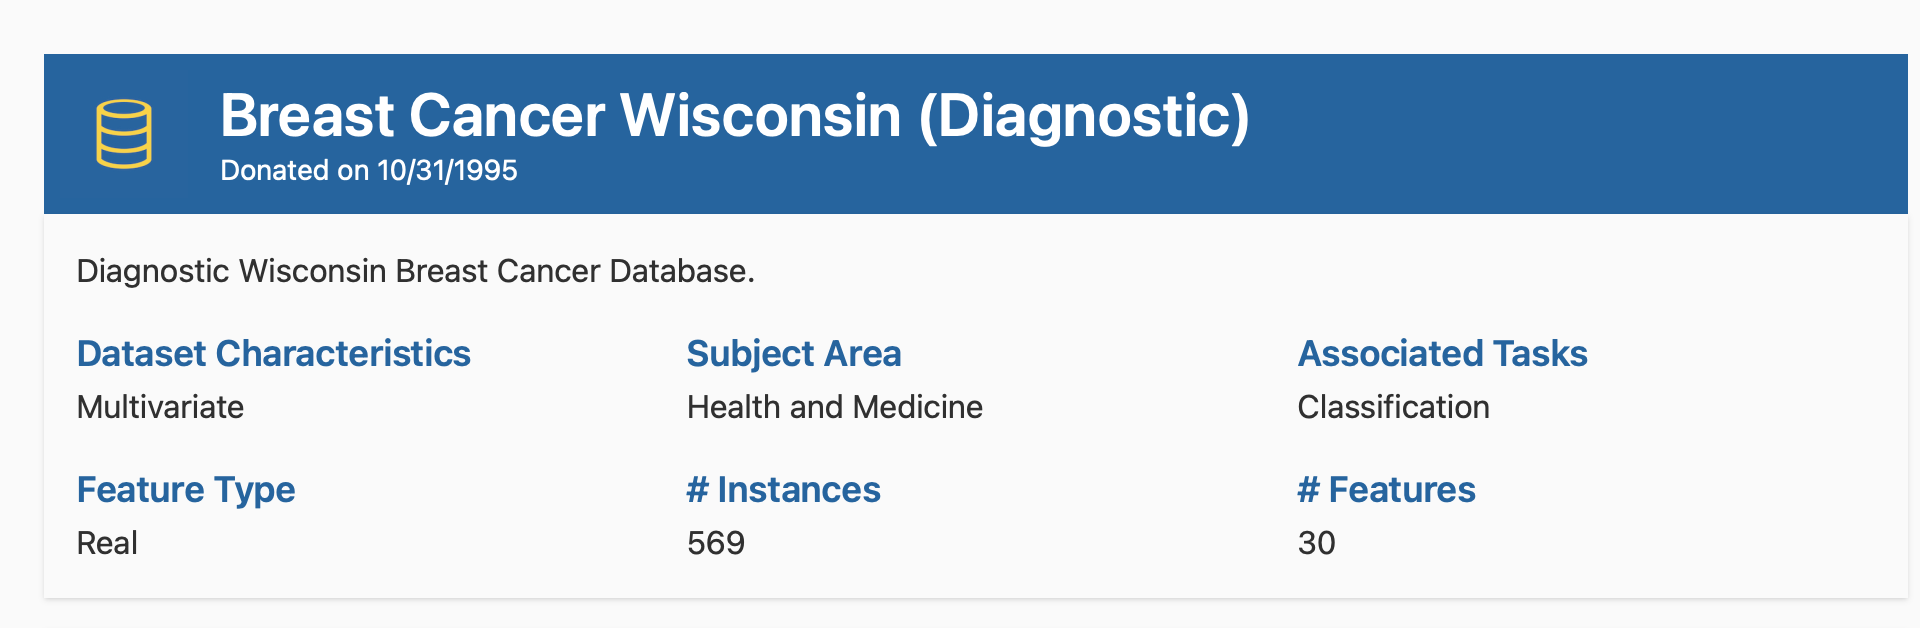 Breast Cancer Wisconsin (Diagnostic)
Donated on 10/31/1995
Diagnostic Wisconsin Breast Cancer Database.
Dataset Characteristics
Multivariate
Subject Area
Health and Medicine
Associated Tasks
Classification
Feature Type
Real
# Instances
569
# Features
30